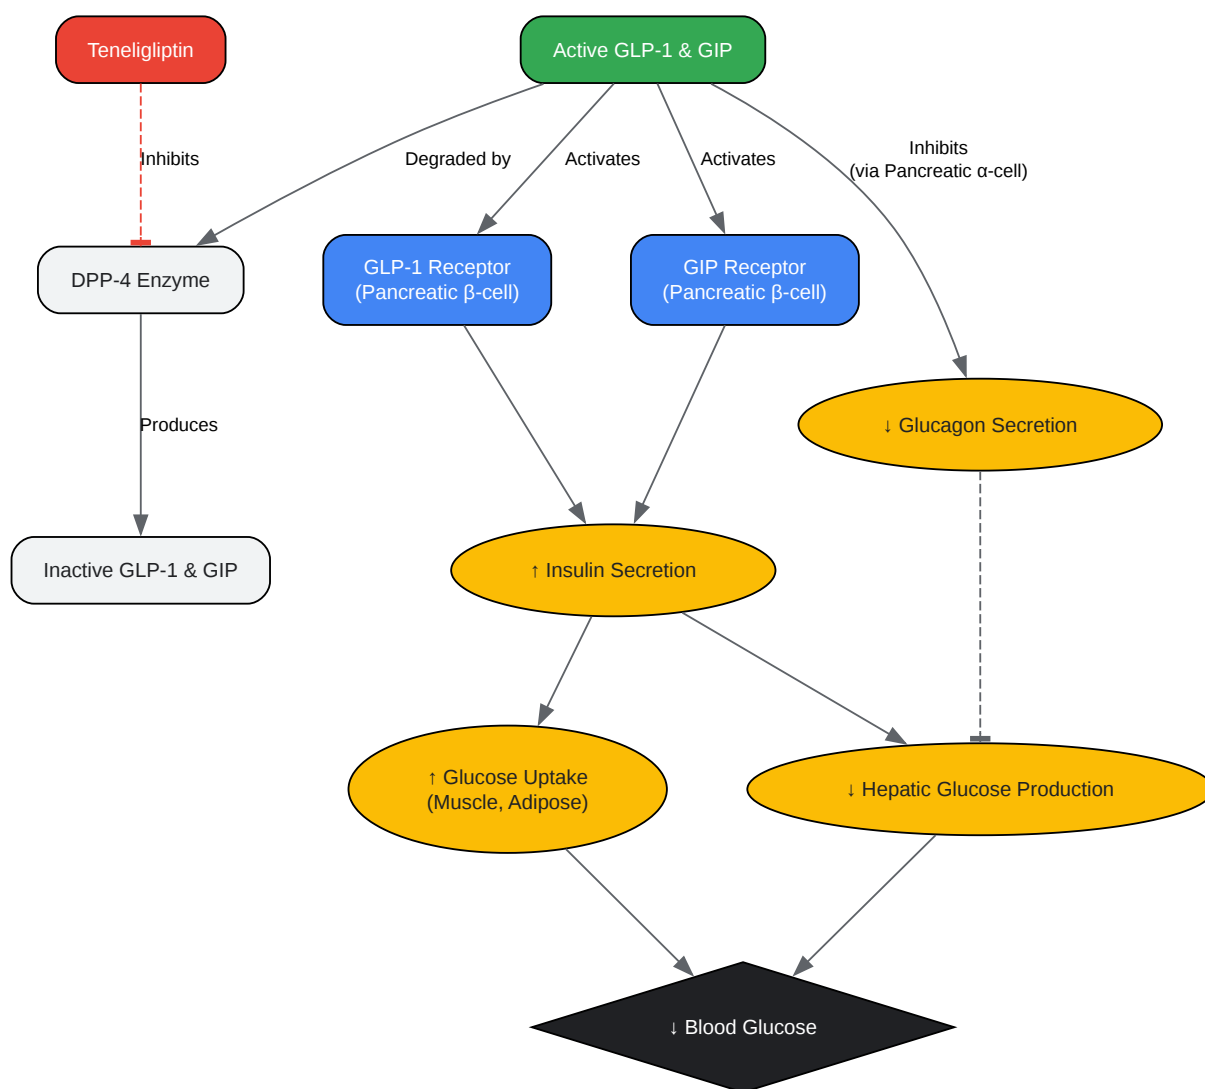 Teneligliptin
Active GLP-1 & GIP
Inhibits
Degraded by
Activates
Activates
Inhibits
(via Pancreatic α-cell)
DPP-4 Enzyme
GLP-1 Receptor
(Pancreatic β-cell)
GIP Receptor
(Pancreatic β-cell)
Produces
↓ Glucagon Secretion
Inactive GLP-1 & GIP
↑ Insulin Secretion
↑ Glucose Uptake
(Muscle, Adipose)
↓ Hepatic Glucose Production
↓ Blood Glucose